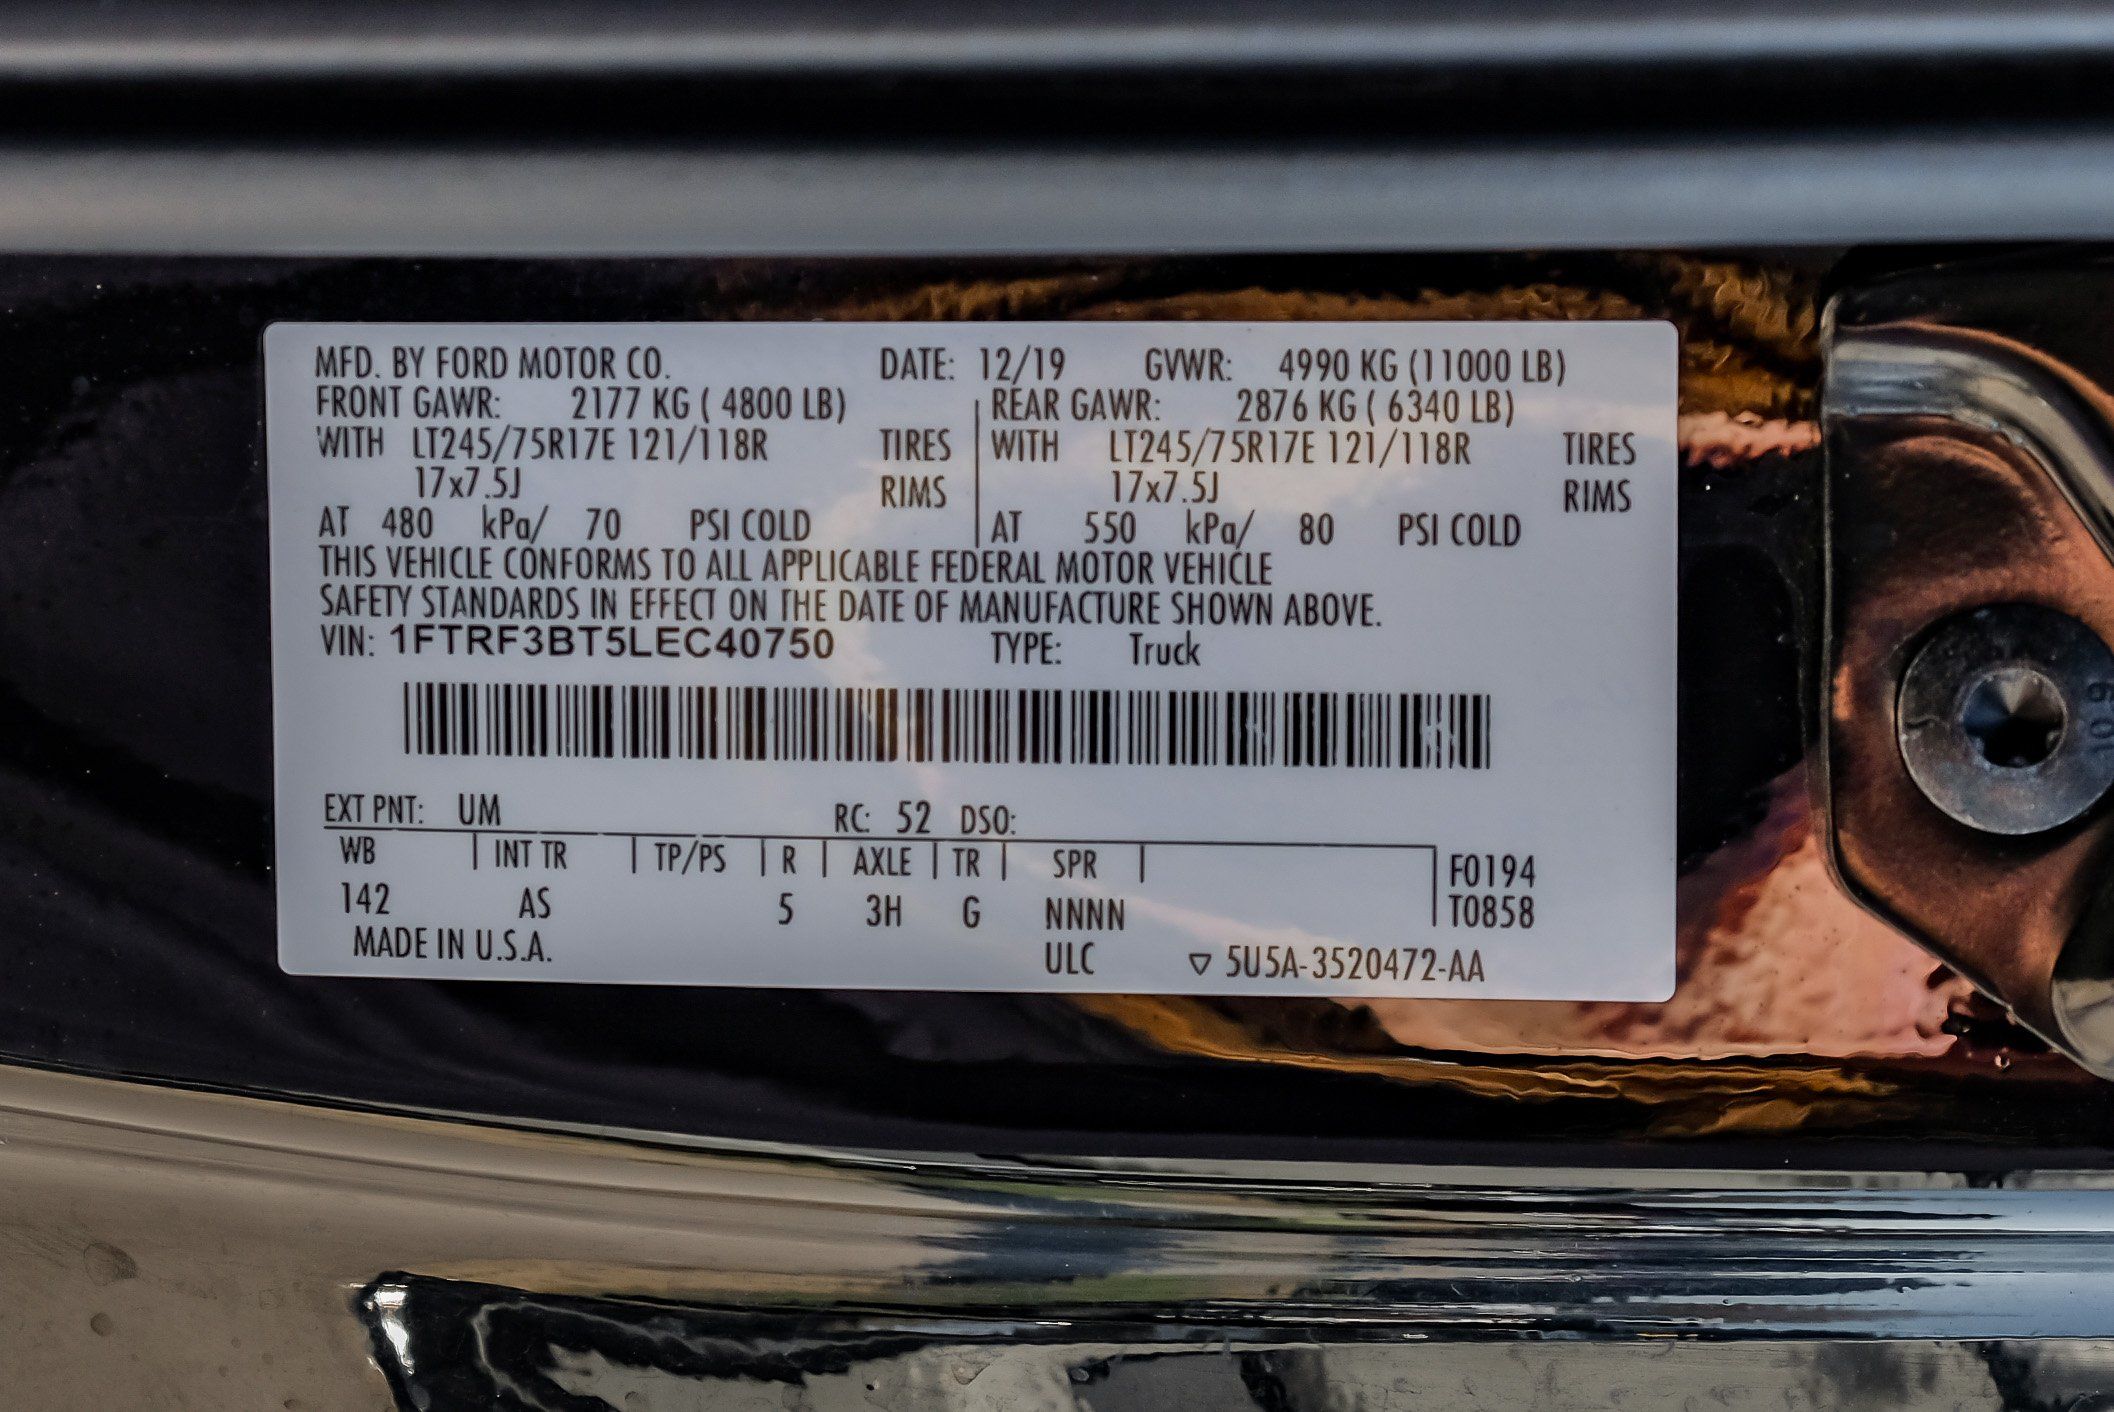 MFD. BY FORD MOTOR CO. DATE: 12/19 GVWR: 4990 KG (11000 LB)
FRONT GAWR: 2177 KG ( 4800 LB) REAR GAWR: 2876 KG ( 6340 LB)
WITH LT245/75R17E 121/118R TIRES WITH LT245/75R17E 121/118R TIRES
17x7.5J RIMS 17x7.5J RIMS
AT 480 kPa/ 70 PSI COLD AT 550 kPa/ 80 PSI COLD
THIS VEHICLE CONFORMS TO ALL APPLICABLE FEDERAL MOTOR VEHICLE
SAFETY STANDARDS IN EFFECT ON THE DATE OF MANUFACTURE SHOWN ABOVE.
VIN: 1FTRF3BT5LEC40750 TYPE: Truck
EXT PNT: UM RC: 52 DSO:
WB | INT TR | TP/PS | R | AXLE | TR | SPR | F0194
142 AS 5 3H G NNNN T0858
MADE IN U.S.A. ULC ▽ 5U5A-3520472-AA
10.9